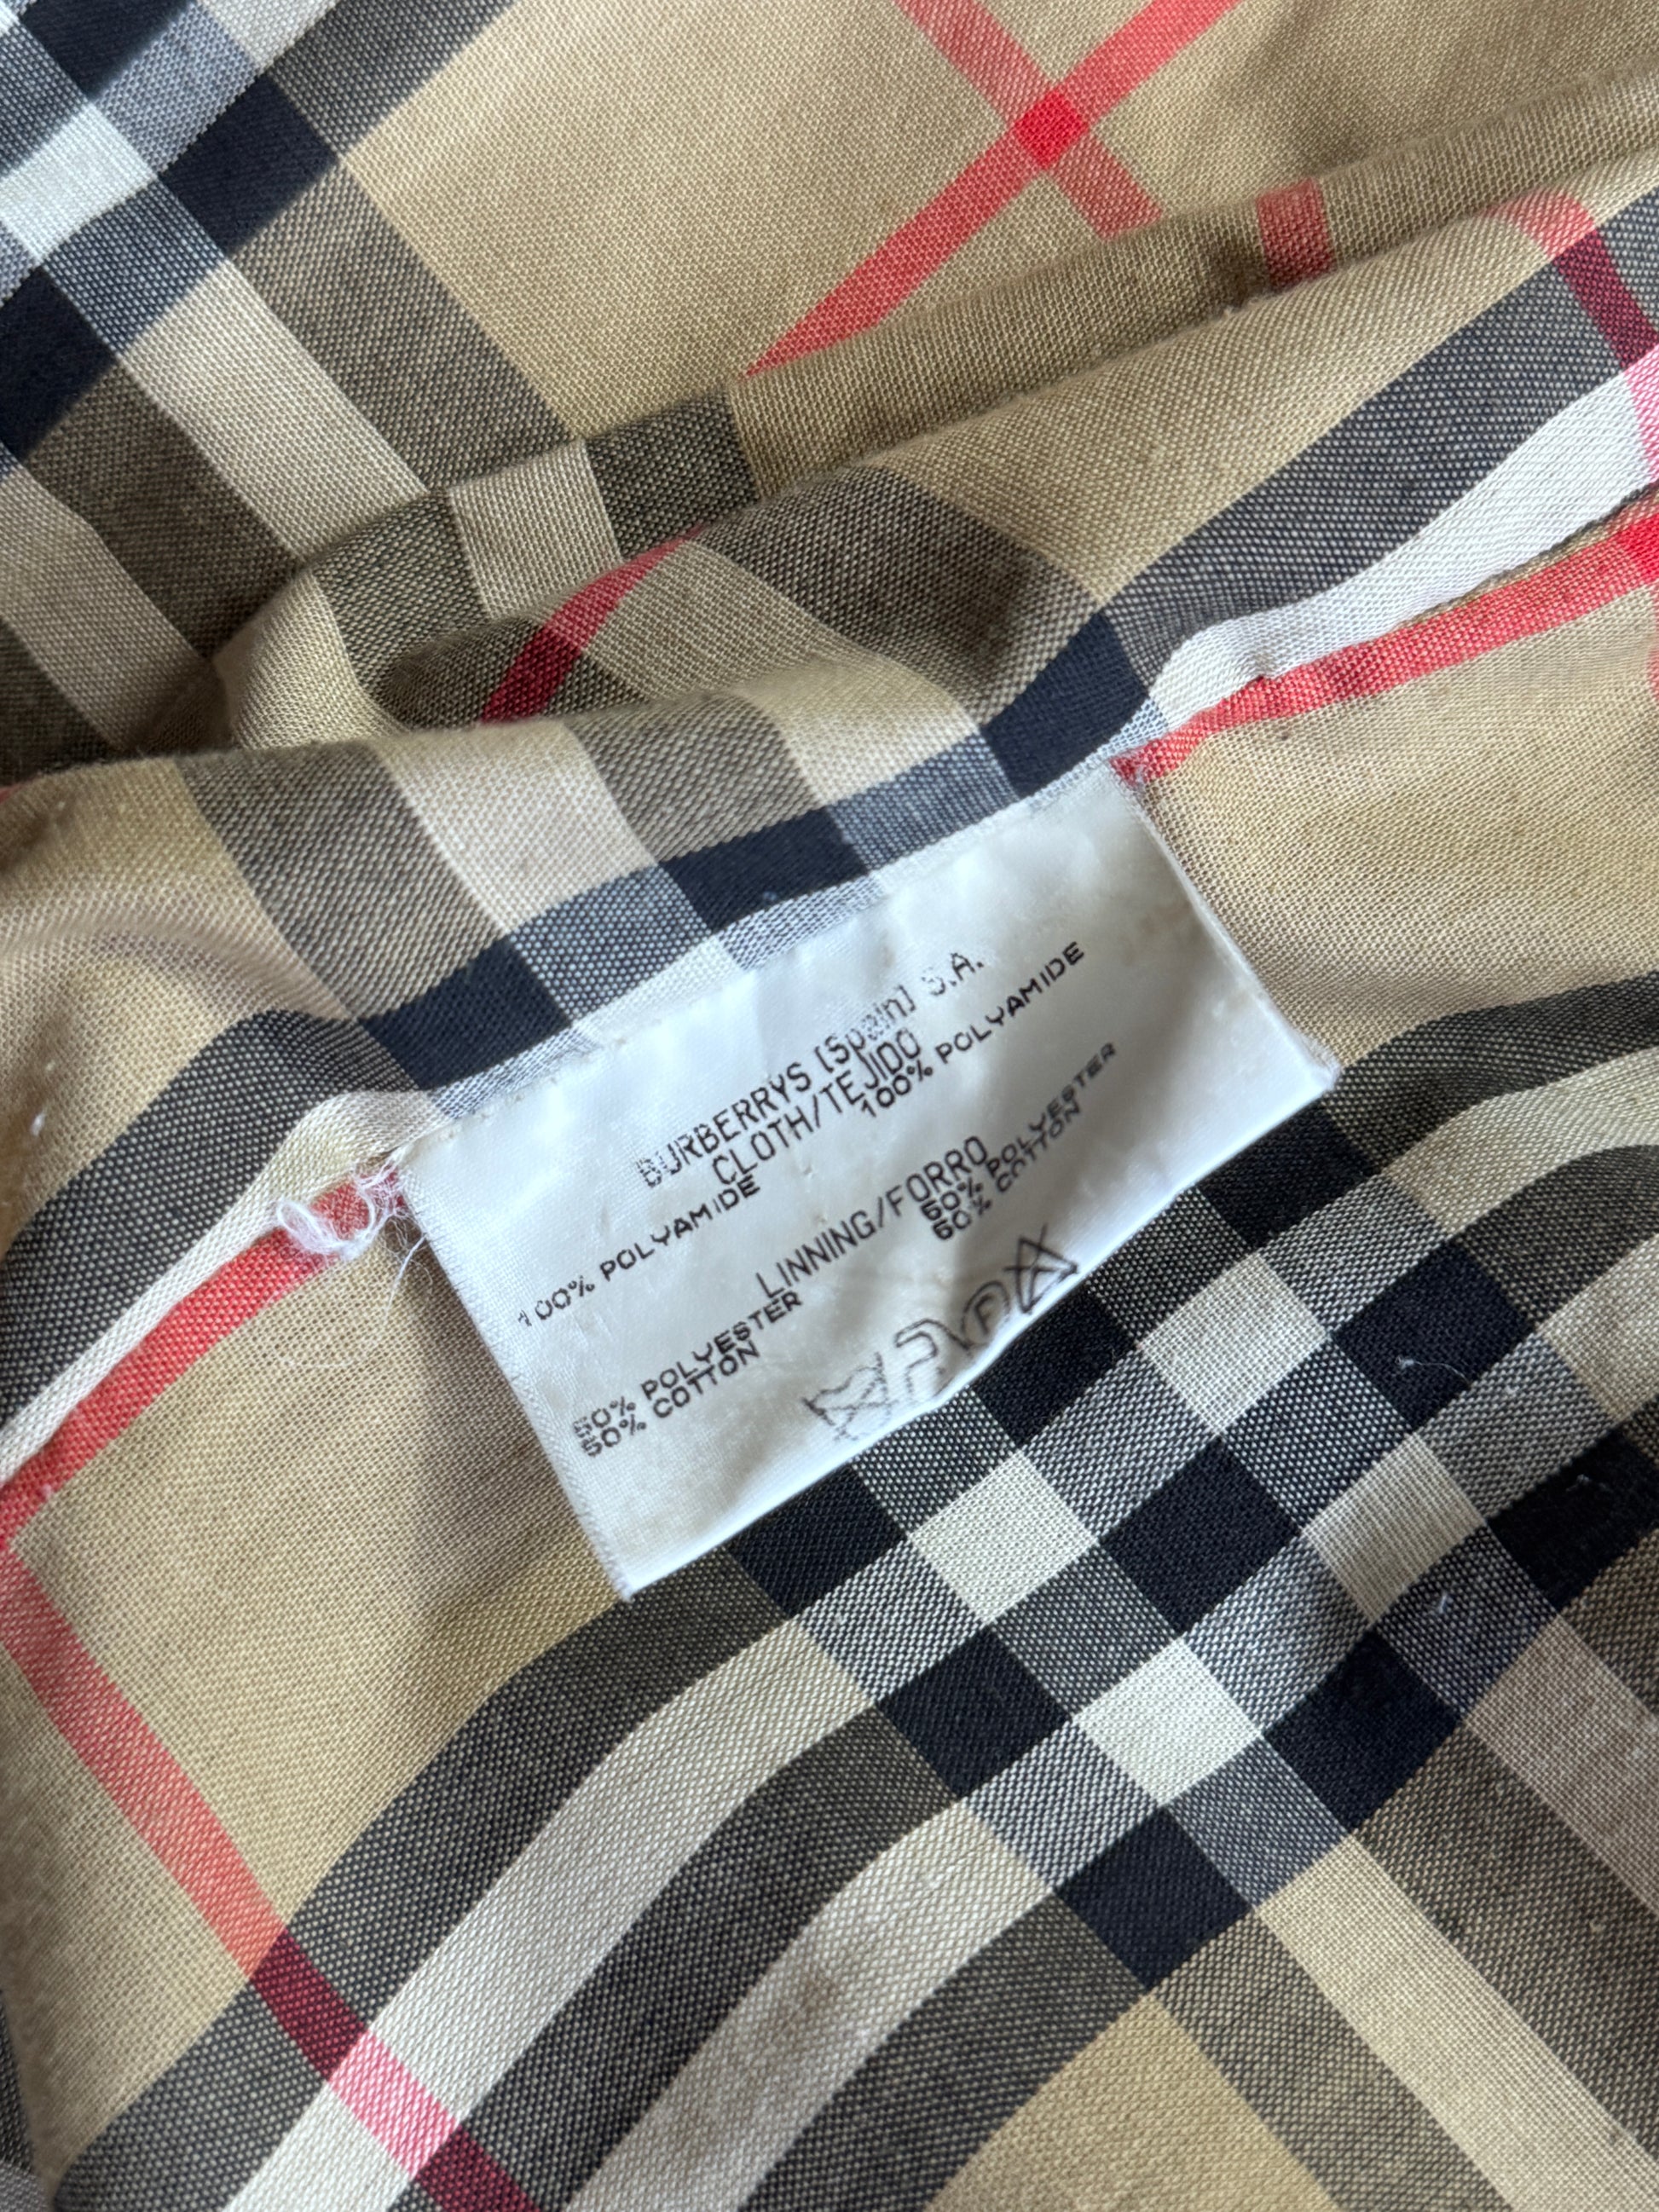 BURBERRYS [Spain] S.A.
CLOTH/TEJIDO
100% POLYAMIDE 100% POLYAMIDE
LINNING/FORRO
50% POLYESTER 50% POLYESTER
50% COTTON 50% COTTON
P A